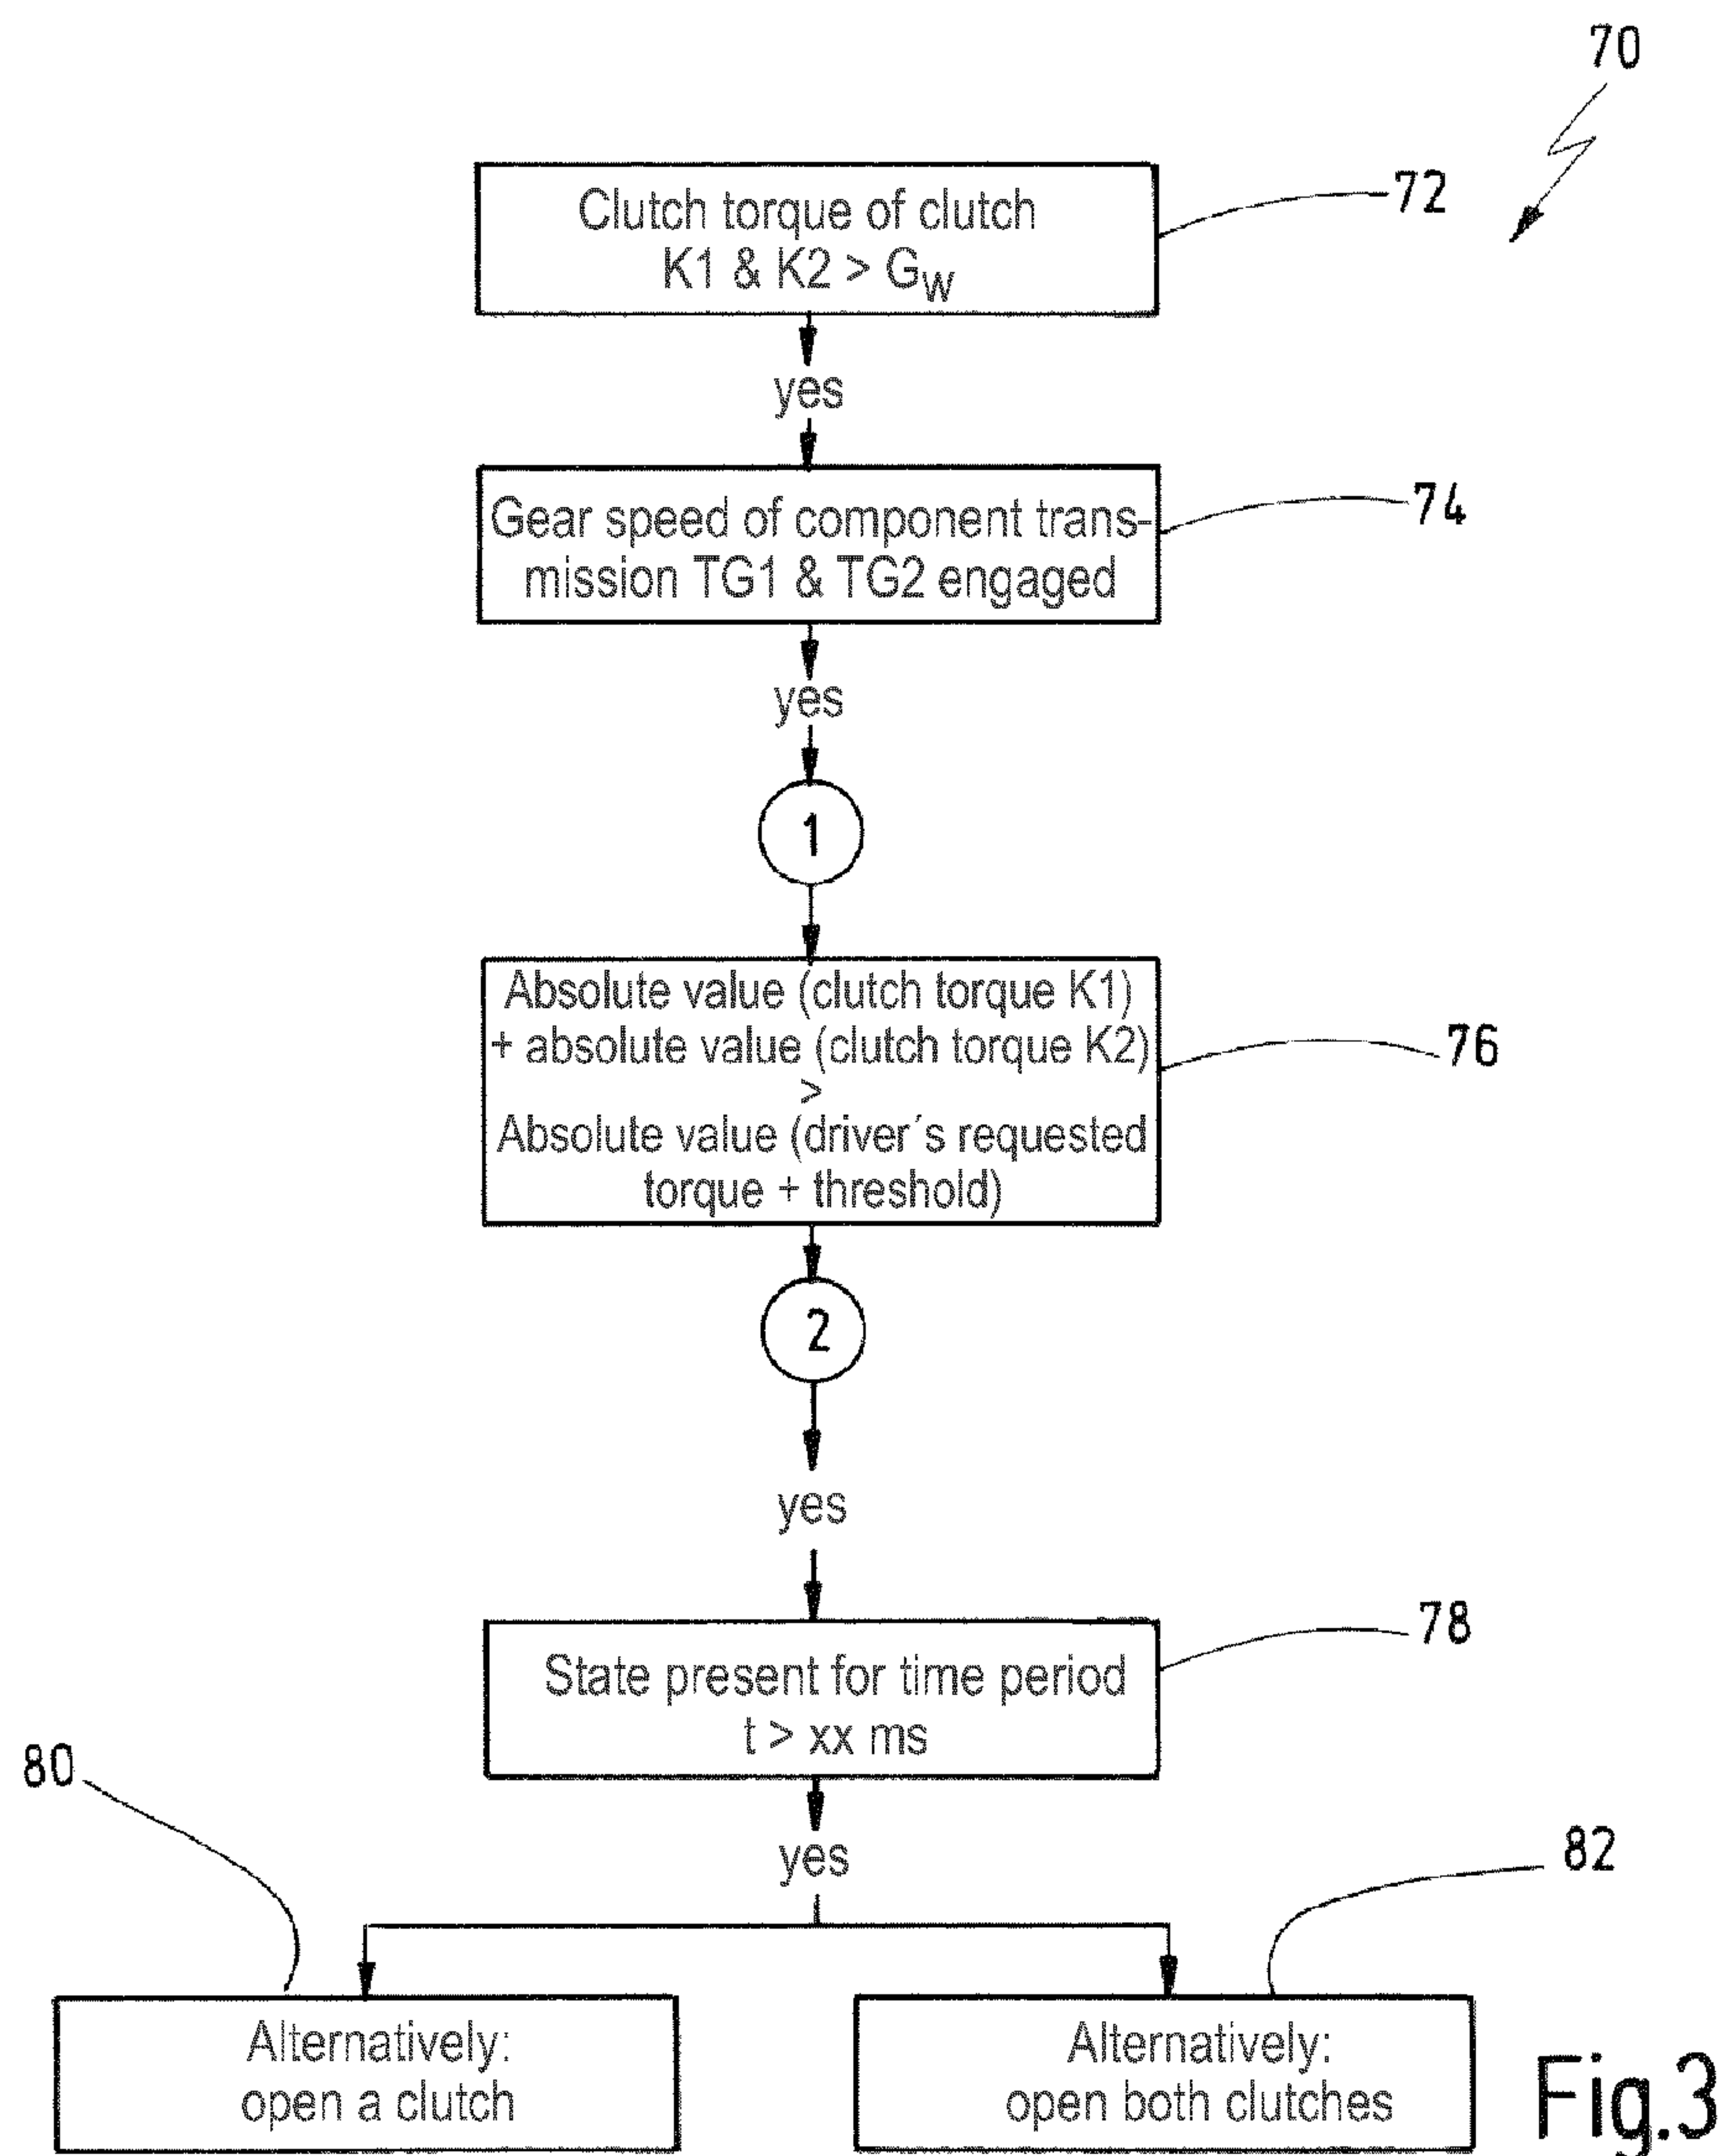 70
Clutch torque of clutch
K1 & K2 > GW
72
yes
Gear speed of component trans-
mission TG1 & TG2 engaged
74
yes
1
Absolute value (clutch torque K1)
+ absolute value (clutch torque K2)
>
Absolute value (driver´s requested
torque + threshold)
76
2
yes
State present for time period
t > xx ms
78
yes
80
82
Alternatively:
open a clutch
Alternatively:
open both clutches
Fig.3